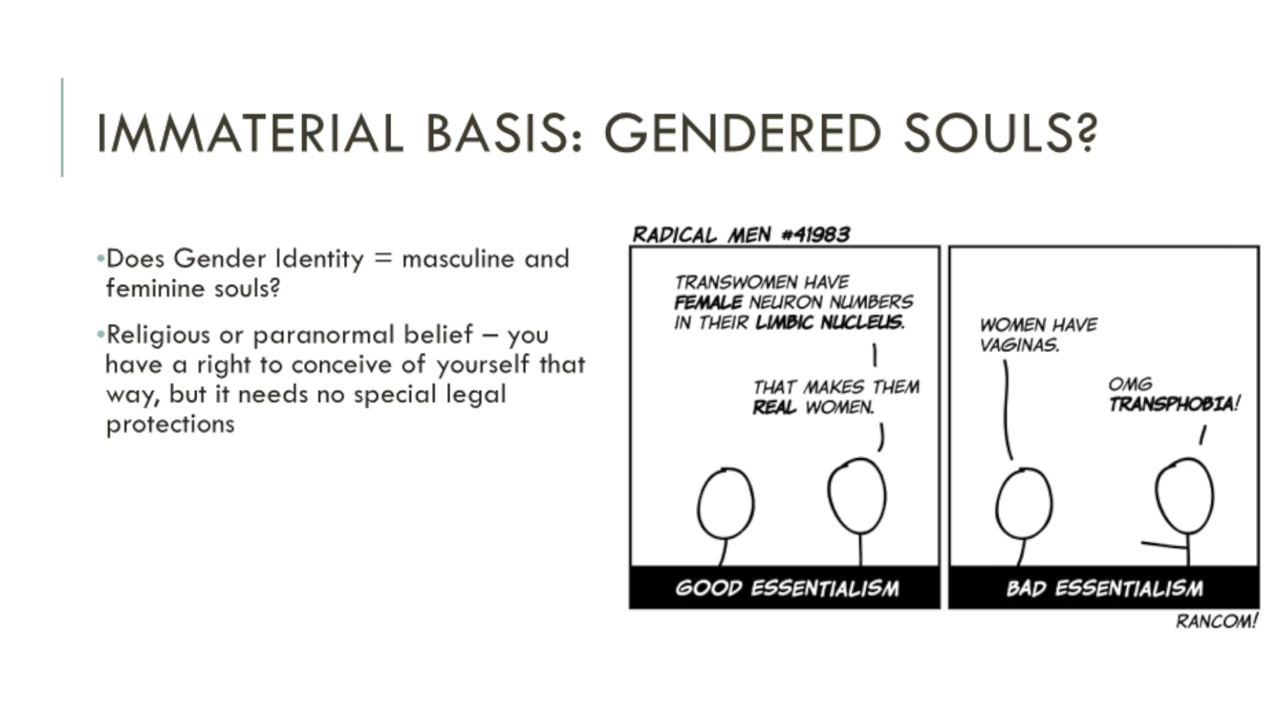 IMMATERIAL BASIS: GENDERED SOULS?
•Does Gender Identity = masculine and
feminine souls?
•Religious or paranormal belief – you
have a right to conceive of yourself that
way, but it needs no special legal
protections
RADICAL MEN #41983
TRANSWOMEN HAVE
FEMALE NEURON NUMBERS
IN THEIR LIMBIC NUCLEUS.
THAT MAKES THEM
REAL WOMEN.
GOOD ESSENTIALISM
WOMEN HAVE
VAGINAS.
OMG
TRANSPHOBIA!
BAD ESSENTIALISM
RANCOM!